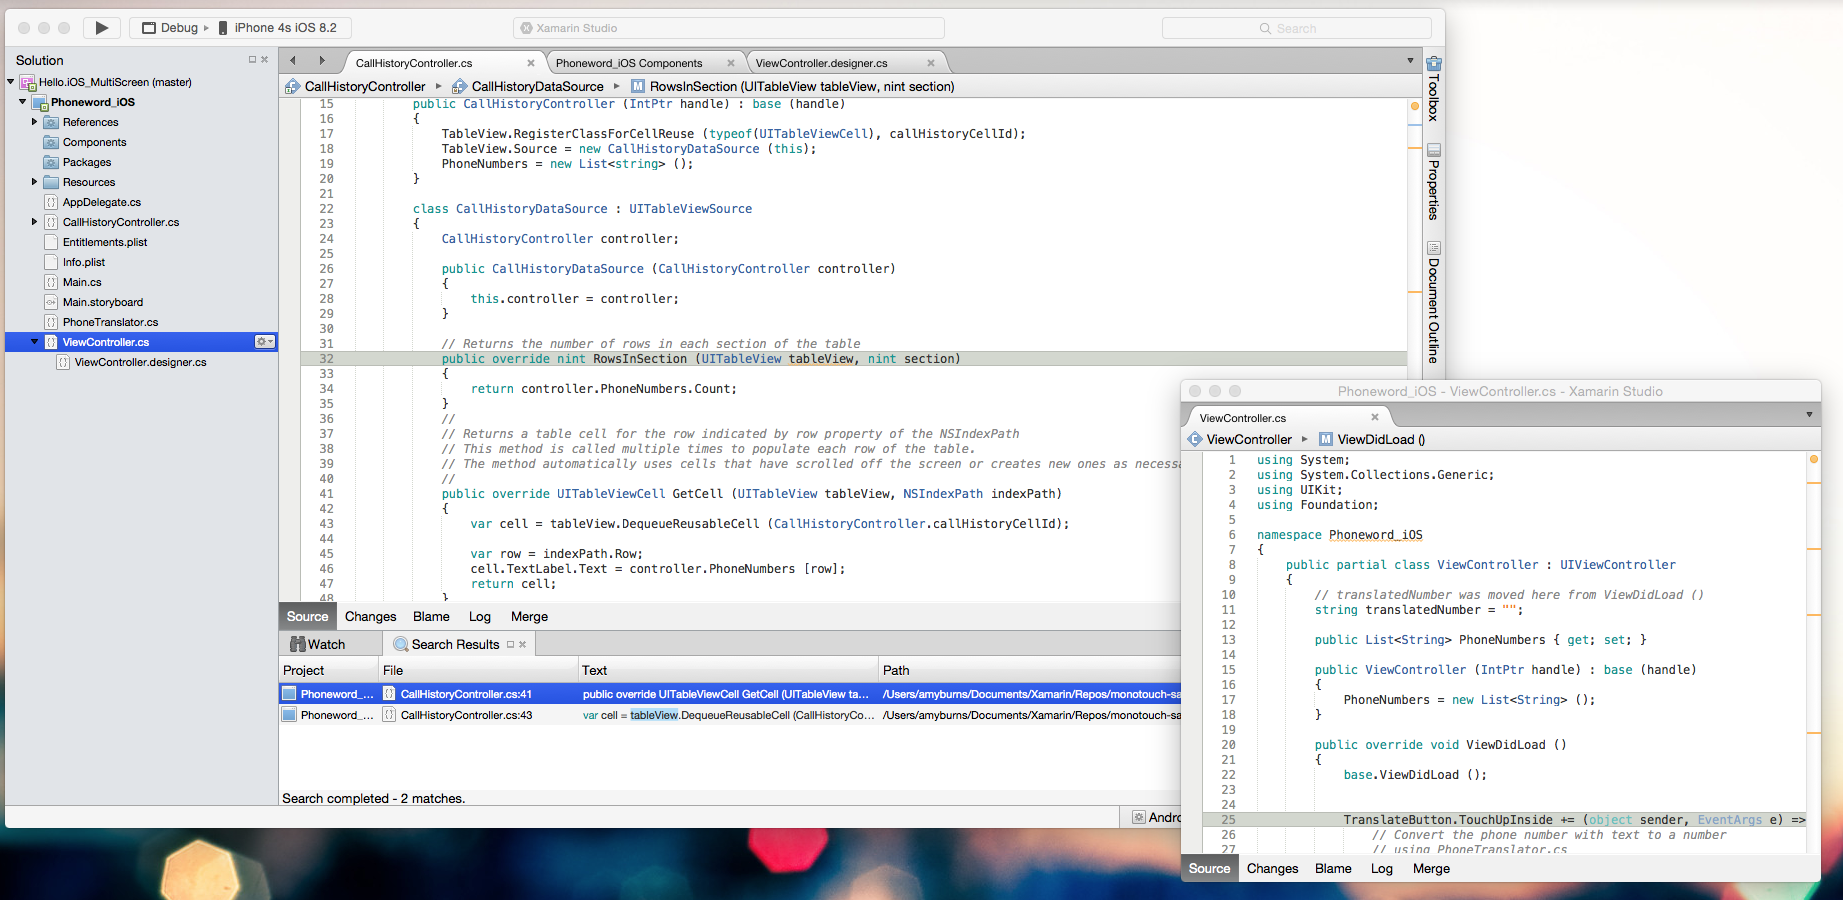 Debug
iPhone 4s iOS 8.2
Xamarin Studio
Search
Solution
Hello.iOS_MultiScreen (master)
Phoneword_iOS
References
Components
Packages
Resources
AppDelegate.cs
CallHistoryController.cs
Entitlements.plist
Info.plist
Main.cs
Main.storyboard
PhoneTranslator.cs
ViewController.cs
ViewController.designer.cs
CallHistoryController.cs
Phoneword_iOS Components
ViewController.designer.cs
CallHistoryController
CallHistoryDataSource
M RowsInSection (UITableView tableView, nint section)
15 public CallHistoryController (IntPtr handle) : base (handle)
16 {
17 TableView.RegisterClassForCellReuse (typeof(UITableViewCell), callHistoryCellId);
18 TableView.Source = new CallHistoryDataSource (this);
19 PhoneNumbers = new List<string> ();
20 }
21
22 class CallHistoryDataSource : UITableViewSource
23 {
24 CallHistoryController controller;
25
26 public CallHistoryDataSource (CallHistoryController controller)
27 {
28 this.controller = controller;
29 }
30
31 // Returns the number of rows in each section of the table
32 public override nint RowsInSection (UITableView tableView, nint section)
33 {
34 return controller.PhoneNumbers.Count;
35 }
36 //
37 // Returns a table cell for the row indicated by row property of the NSIndexPath
38 // This method is called multiple times to populate each row of the table.
39 // The method automatically uses cells that have scrolled off the screen or creates new ones as necessa
40 //
41 public override UITableViewCell GetCell (UITableView tableView, NSIndexPath indexPath)
42 {
43 var cell = tableView.DequeueReusableCell (CallHistoryController.callHistoryCellId);
44
45 var row = indexPath.Row;
46 cell.TextLabel.Text = controller.PhoneNumbers [row];
47 return cell;
48 }
Source Changes Blame Log Merge
Watch
Search Results
Project File Text Path
Phoneword_... CallHistoryController.cs:41 public override UITableViewCell GetCell (UITableView ta... /Users/amyburns/Documents/Xamarin/Repos/monotouch-sa
Phoneword_... CallHistoryController.cs:43 var cell = tableView.DequeueReusableCell (CallHistoryCo... /Users/amyburns/Documents/Xamarin/Repos/monotouch-sa
Search completed - 2 matches.
Andro
Toolbox
Properties
Document Outline
Phoneword_iOS - ViewController.cs - Xamarin Studio
ViewController.cs
C ViewController
M ViewDidLoad ()
1 using System;
2 using System.Collections.Generic;
3 using UIKit;
4 using Foundation;
5
6 namespace Phoneword_iOS
7 {
8 public partial class ViewController : UIViewController
9 {
10 // translatedNumber was moved here from ViewDidLoad ()
11 string translatedNumber = "";
12
13 public List<String> PhoneNumbers { get; set; }
14
15 public ViewController (IntPtr handle) : base (handle)
16 {
17 PhoneNumbers = new List<String> ();
18 }
19
20 public override void ViewDidLoad ()
21 {
22 base.ViewDidLoad ();
23
24
25 TranslateButton.TouchUpInside += (object sender, EventArgs e) =>
26 // Convert the phone number with text to a number
27 // using PhoneTranslator.cs
Source Changes Blame Log Merge